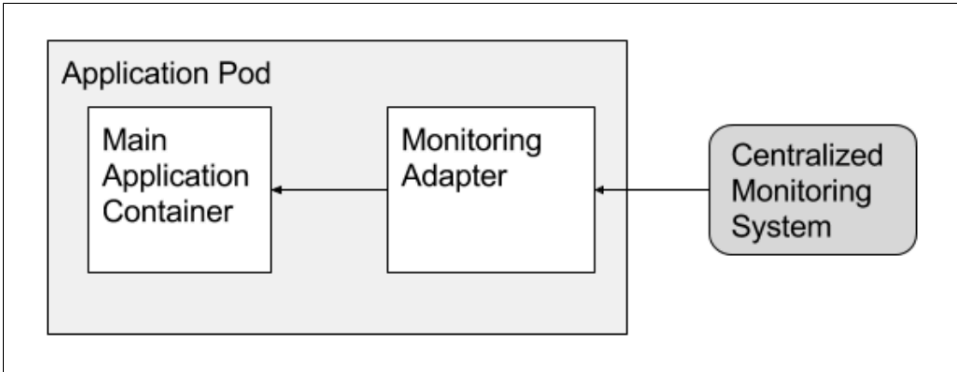 Application Pod
Main
Application
Container
Monitoring
Adapter
Centralized
Monitoring
System